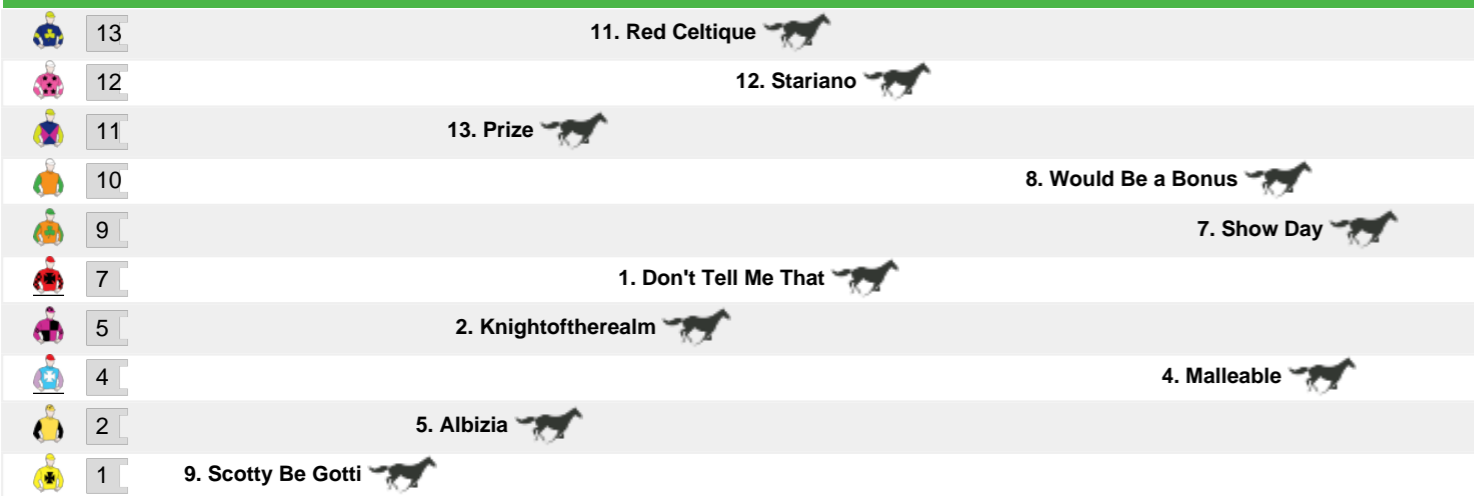 13 11. Red Celtique
12 12. Stariano
11 13. Prize
10 8. Would Be a Bonus
9 7. Show Day
7 1. Don't Tell Me That
5 2. Knightoftherealm
4 4. Malleable
2 5. Albizia
1 9. Scotty Be Gotti